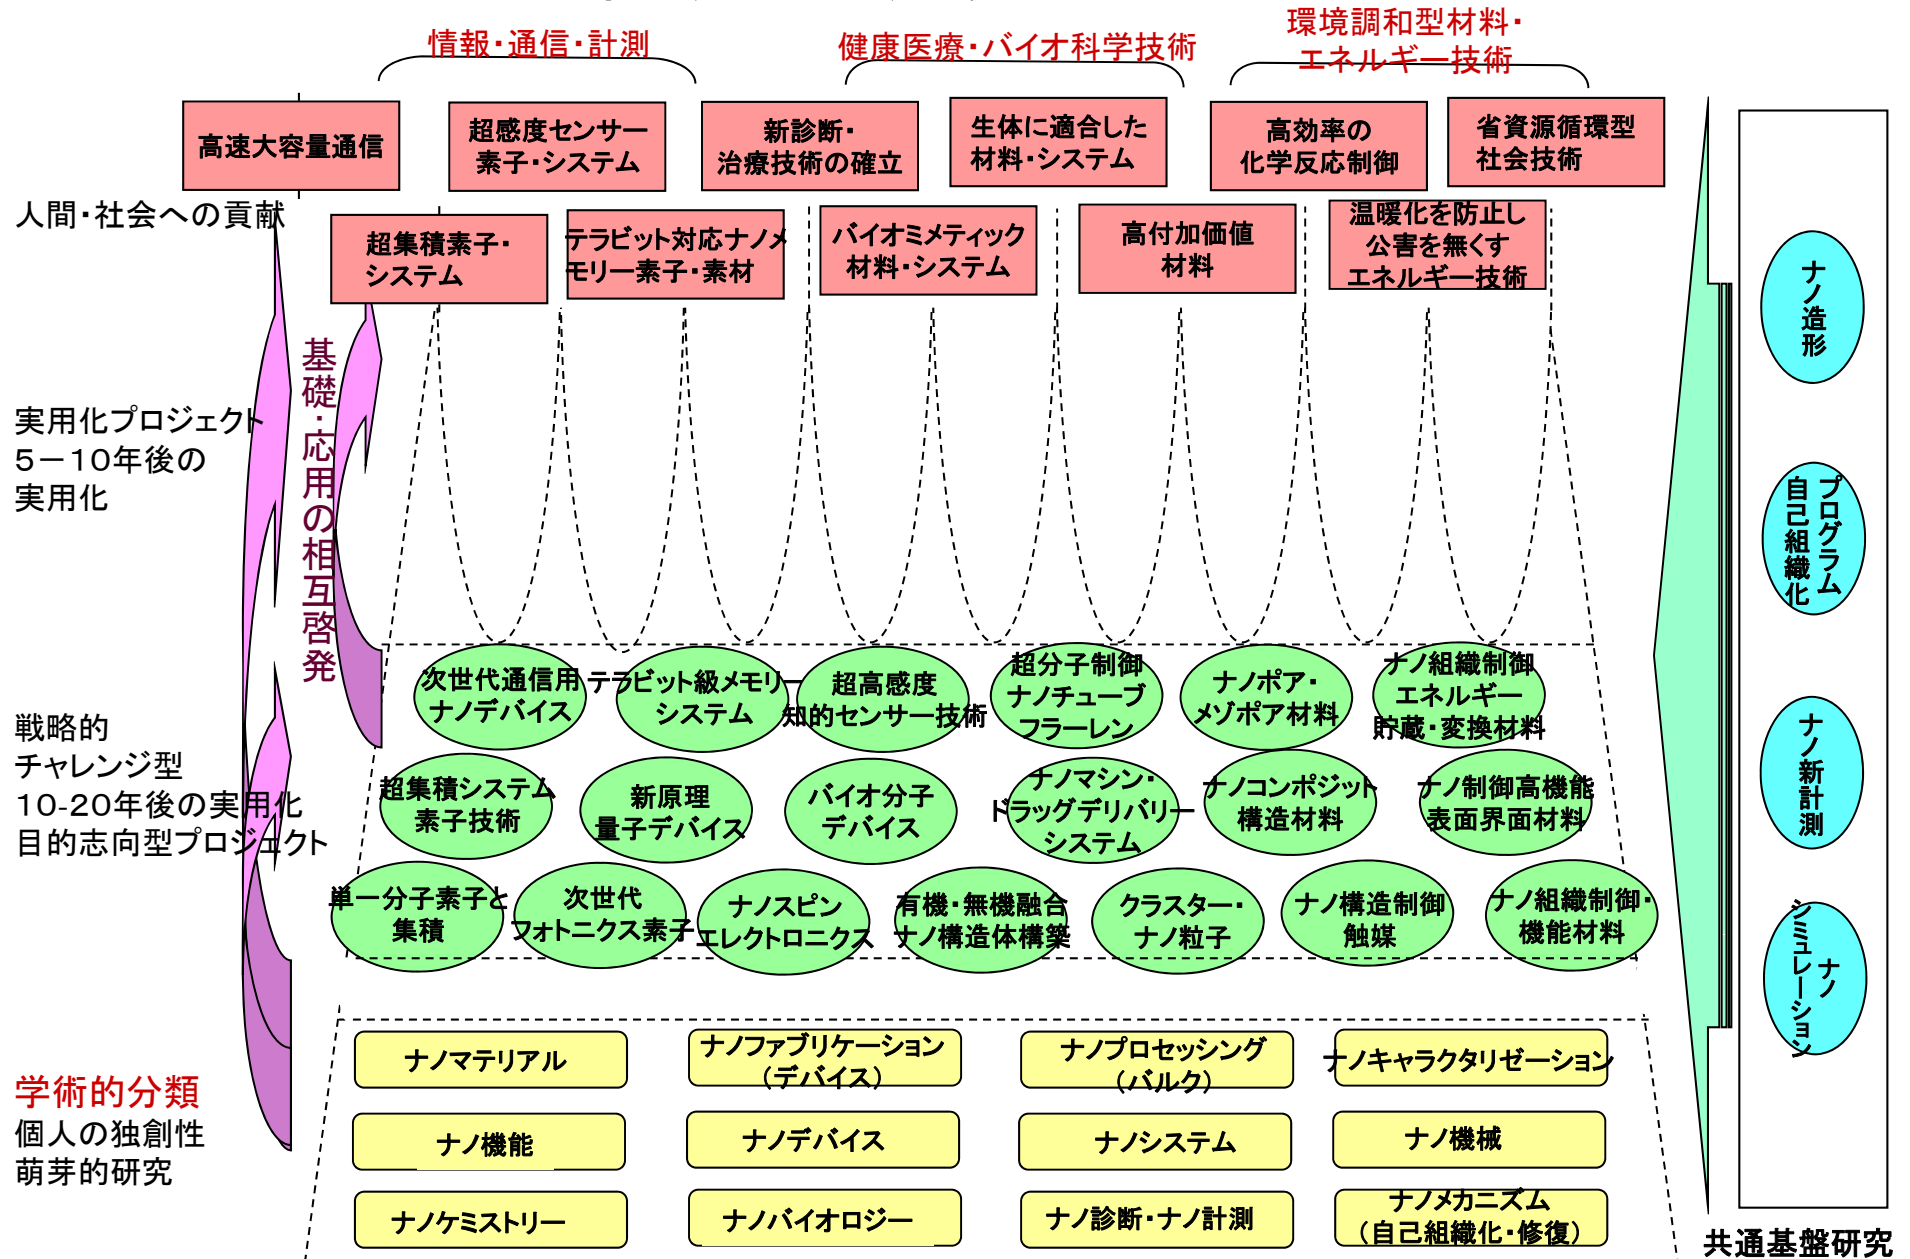 情報・通信・計測
健康医療・バイオ科学技術
環境調和型材料・
エネルギー技術
高速大容量通信
超感度センサー
素子・システム
新診断・
治療技術の確立
生体に適合した
材料・システム
高効率の
化学反応制御
省資源循環型
社会技術
人間・社会への貢献
超集積素子・
システム
テラビット対応ナノメ
モリー素子・素材
バイオミメティック
材料・システム
高付加価値
材料
温暖化を防止し
公害を無くす
エネルギー技術
基礎・応用の相互啓発
実用化プロジェクト
5－10年後の
実用化
戦略的
チャレンジ型
10-20年後の実用化
目的志向型プロジェクト
次世代通信用
ナノデバイス
テラビット級メモリー
システム
超高感度
知的センサー技術
超分子制御
ナノチューブ
フラーレン
ナノポア・
メゾポア材料
ナノ組織制御
エネルギー
貯蔵・変換材料
超集積システム
素子技術
新原理
量子デバイス
バイオ分子
デバイス
ナノマシン・
ドラッグデリバリー
システム
ナノコンポジット
構造材料
ナノ制御高機能
表面界面材料
単一分子素子と
集積
次世代
フォトニクス素子
ナノスピン
エレクトロニクス
有機・無機融合
ナノ構造体構築
クラスター・
ナノ粒子
ナノ構造制御
触媒
ナノ組織制御・
機能材料
学術的分類
個人の独創性
萌芽的研究
ナノマテリアル
ナノファブリケーション
（デバイス）
ナノプロセッシング
（バルク）
ナノキャラクタリゼーション
ナノ機能
ナノデバイス
ナノシステム
ナノ機械
ナノケミストリー
ナノバイオロジー
ナノ診断・ナノ計測
ナノメカニズム
（自己組織化・修復）
ナノ造形
プログラム
自己組織化
ナノ新計測
ナノ
シミュレーション
共通基盤研究